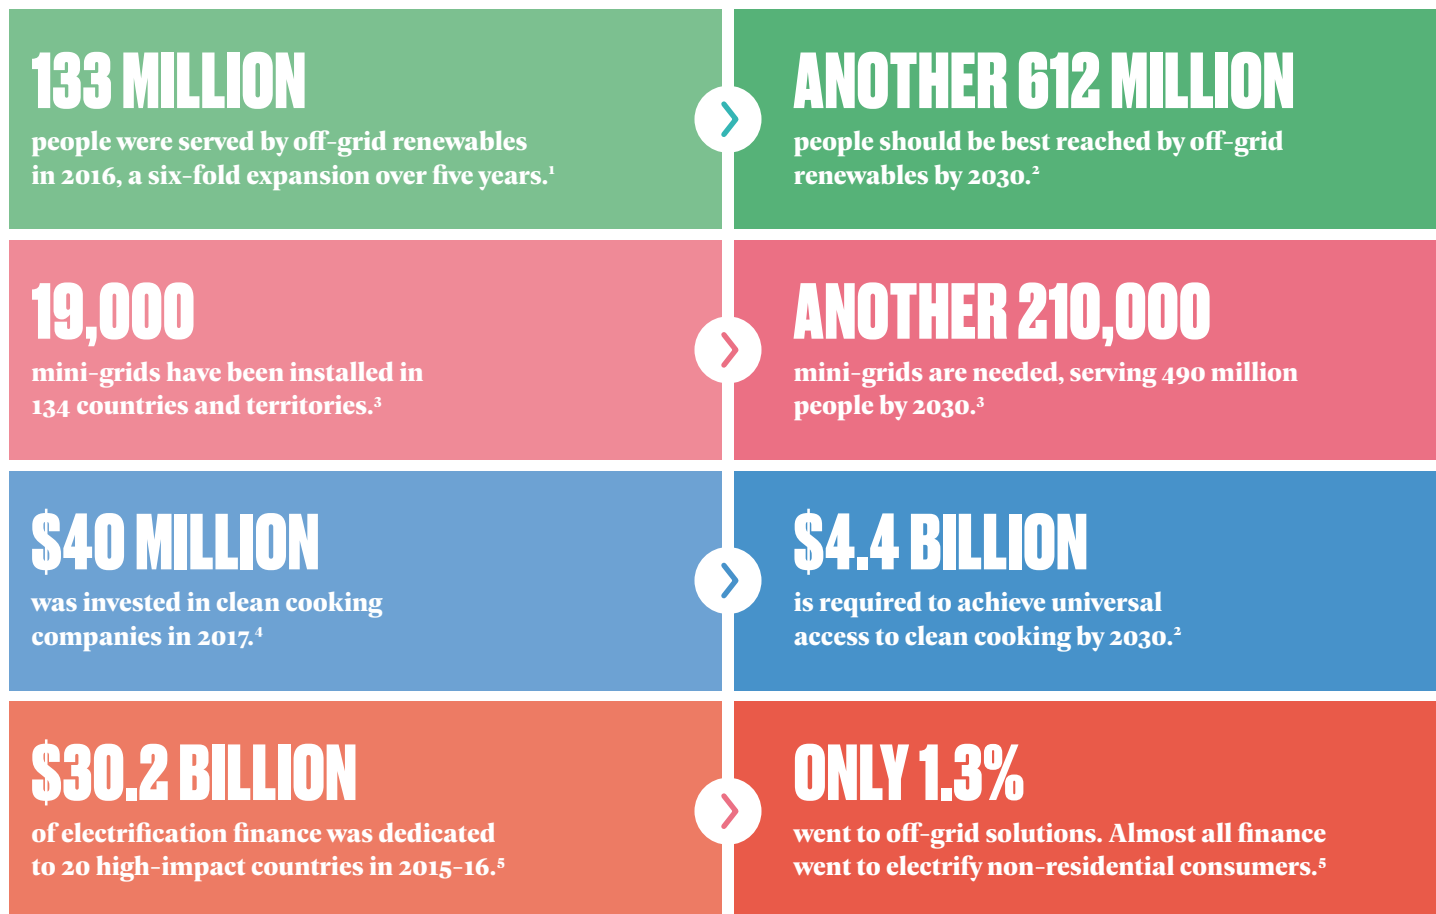 133 MILLION
people were served by off-grid renewables
in 2016, a six-fold expansion over five years.¹
ANOTHER 612 MILLION
people should be best reached by off-grid
renewables by 2030.²
19,000
mini-grids have been installed in
134 countries and territories.³
ANOTHER 210,000
mini-grids are needed, serving 490 million
people by 2030.³
$40 MILLION
was invested in clean cooking
companies in 2017.⁴
$4.4 BILLION
is required to achieve universal
access to clean cooking by 2030.²
$30.2 BILLION
of electrification finance was dedicated
to 20 high-impact countries in 2015-16.⁵
ONLY 1.3%
went to off-grid solutions. Almost all finance
went to electrify non-residential consumers.⁵